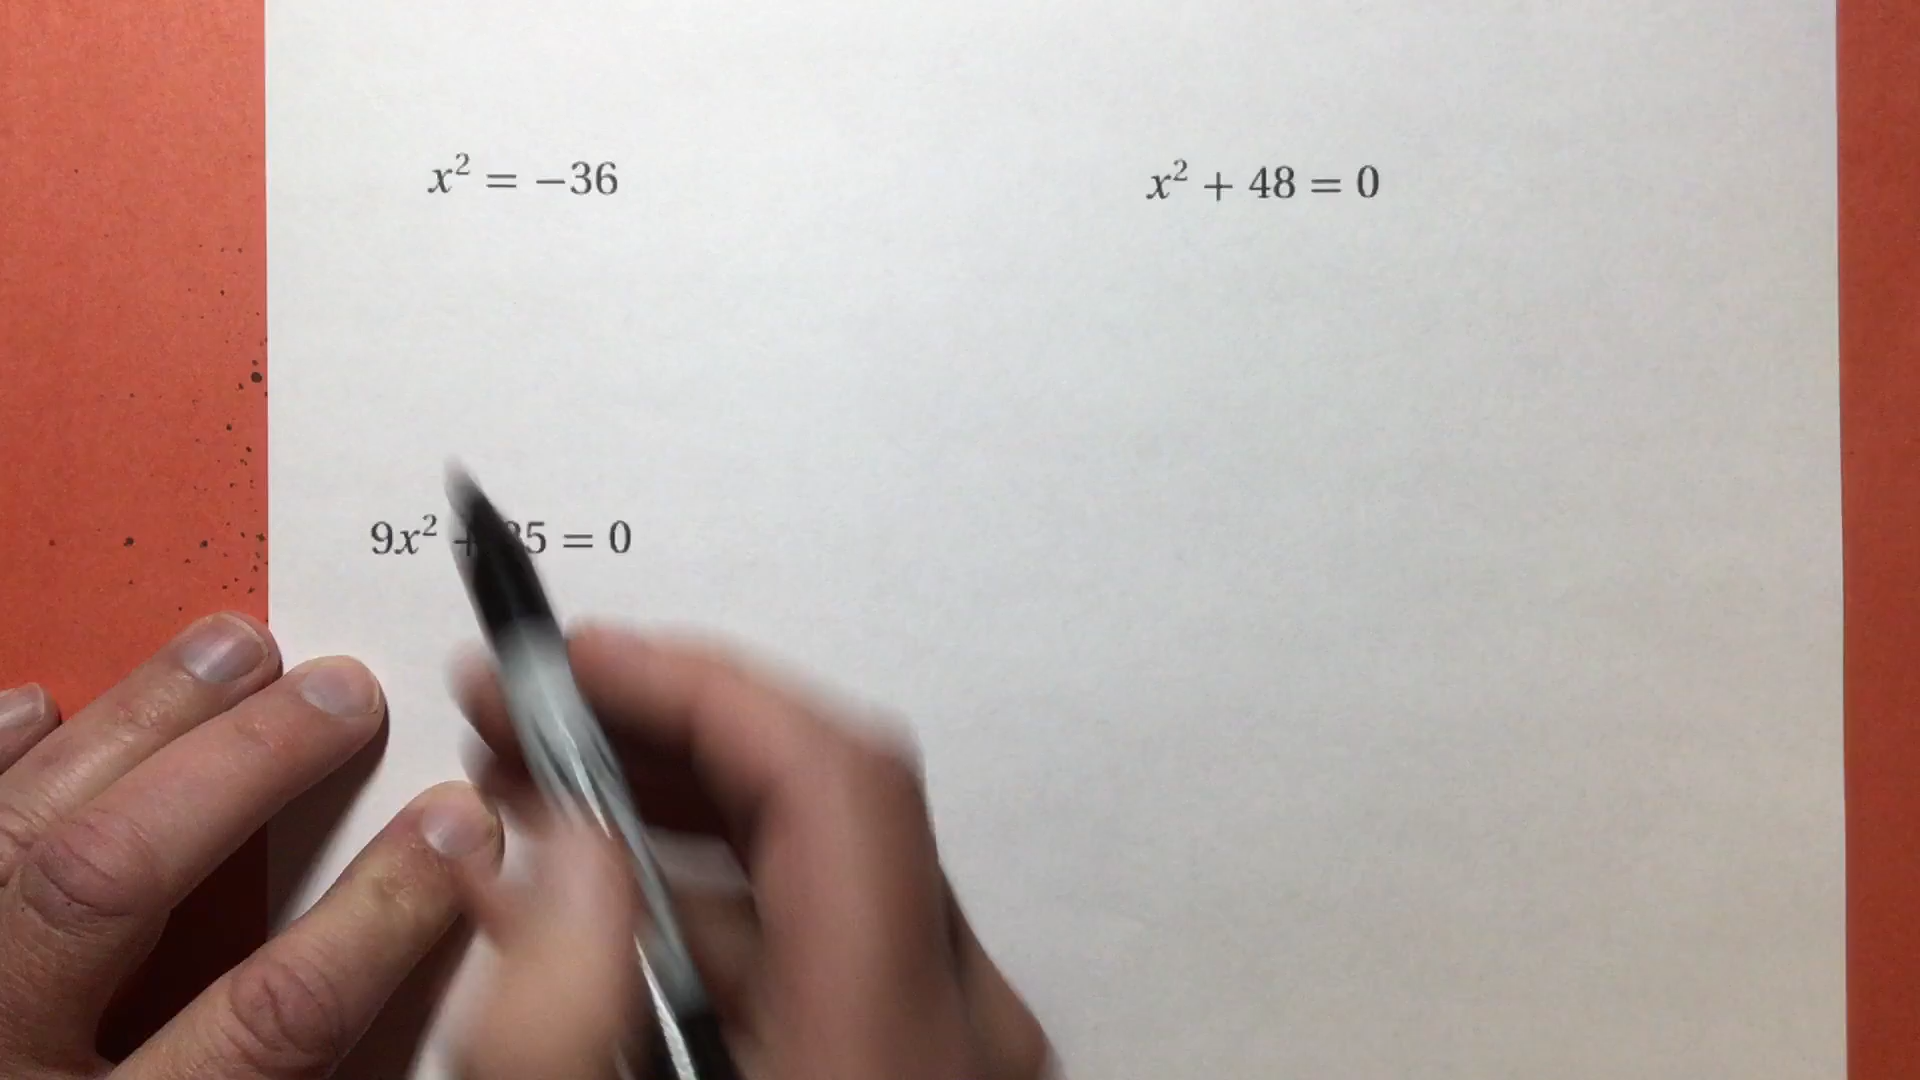 x² = −36
x² + 48 = 0
9x² + 5 = 0